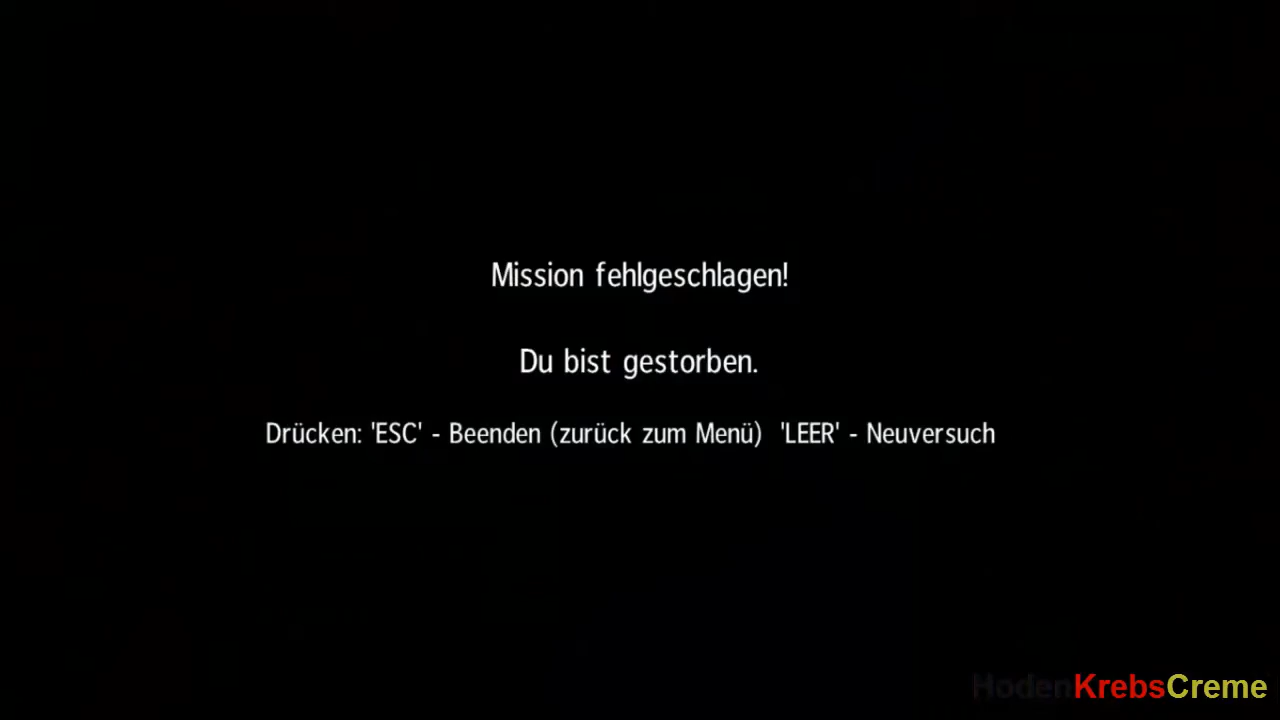 Mission fehlgeschlagen!
Du bist gestorben.
Drücken: 'ESC' - Beenden (zurück zum Menü) 'LEER' - Neuversuch
HodenKrebsCreme